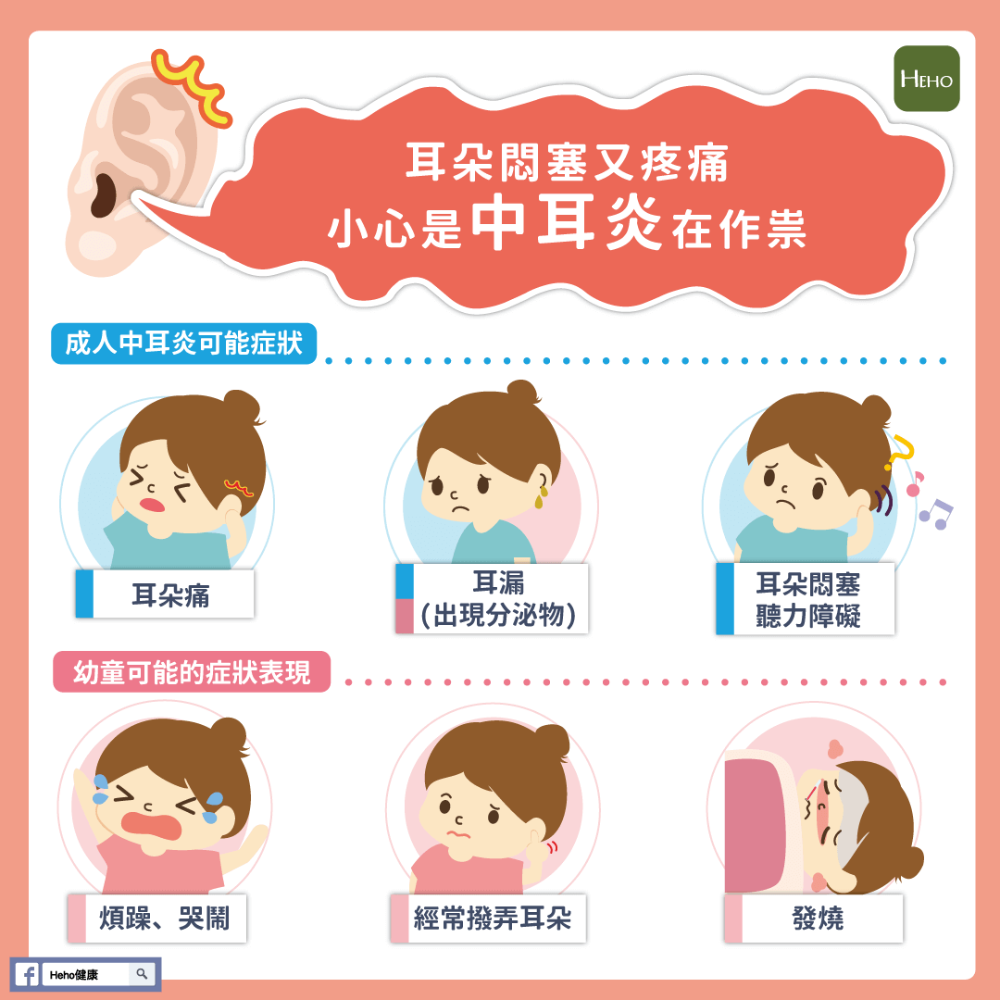 HEHO
耳朵悶塞又疼痛
小心是中耳炎在作祟
成人中耳炎可能症狀
耳朵痛
耳漏
(出現分泌物)
耳朵悶塞
聽力障礙
幼童可能的症狀表現
煩躁、哭鬧
經常撥弄耳朵
發燒
f Heho健康